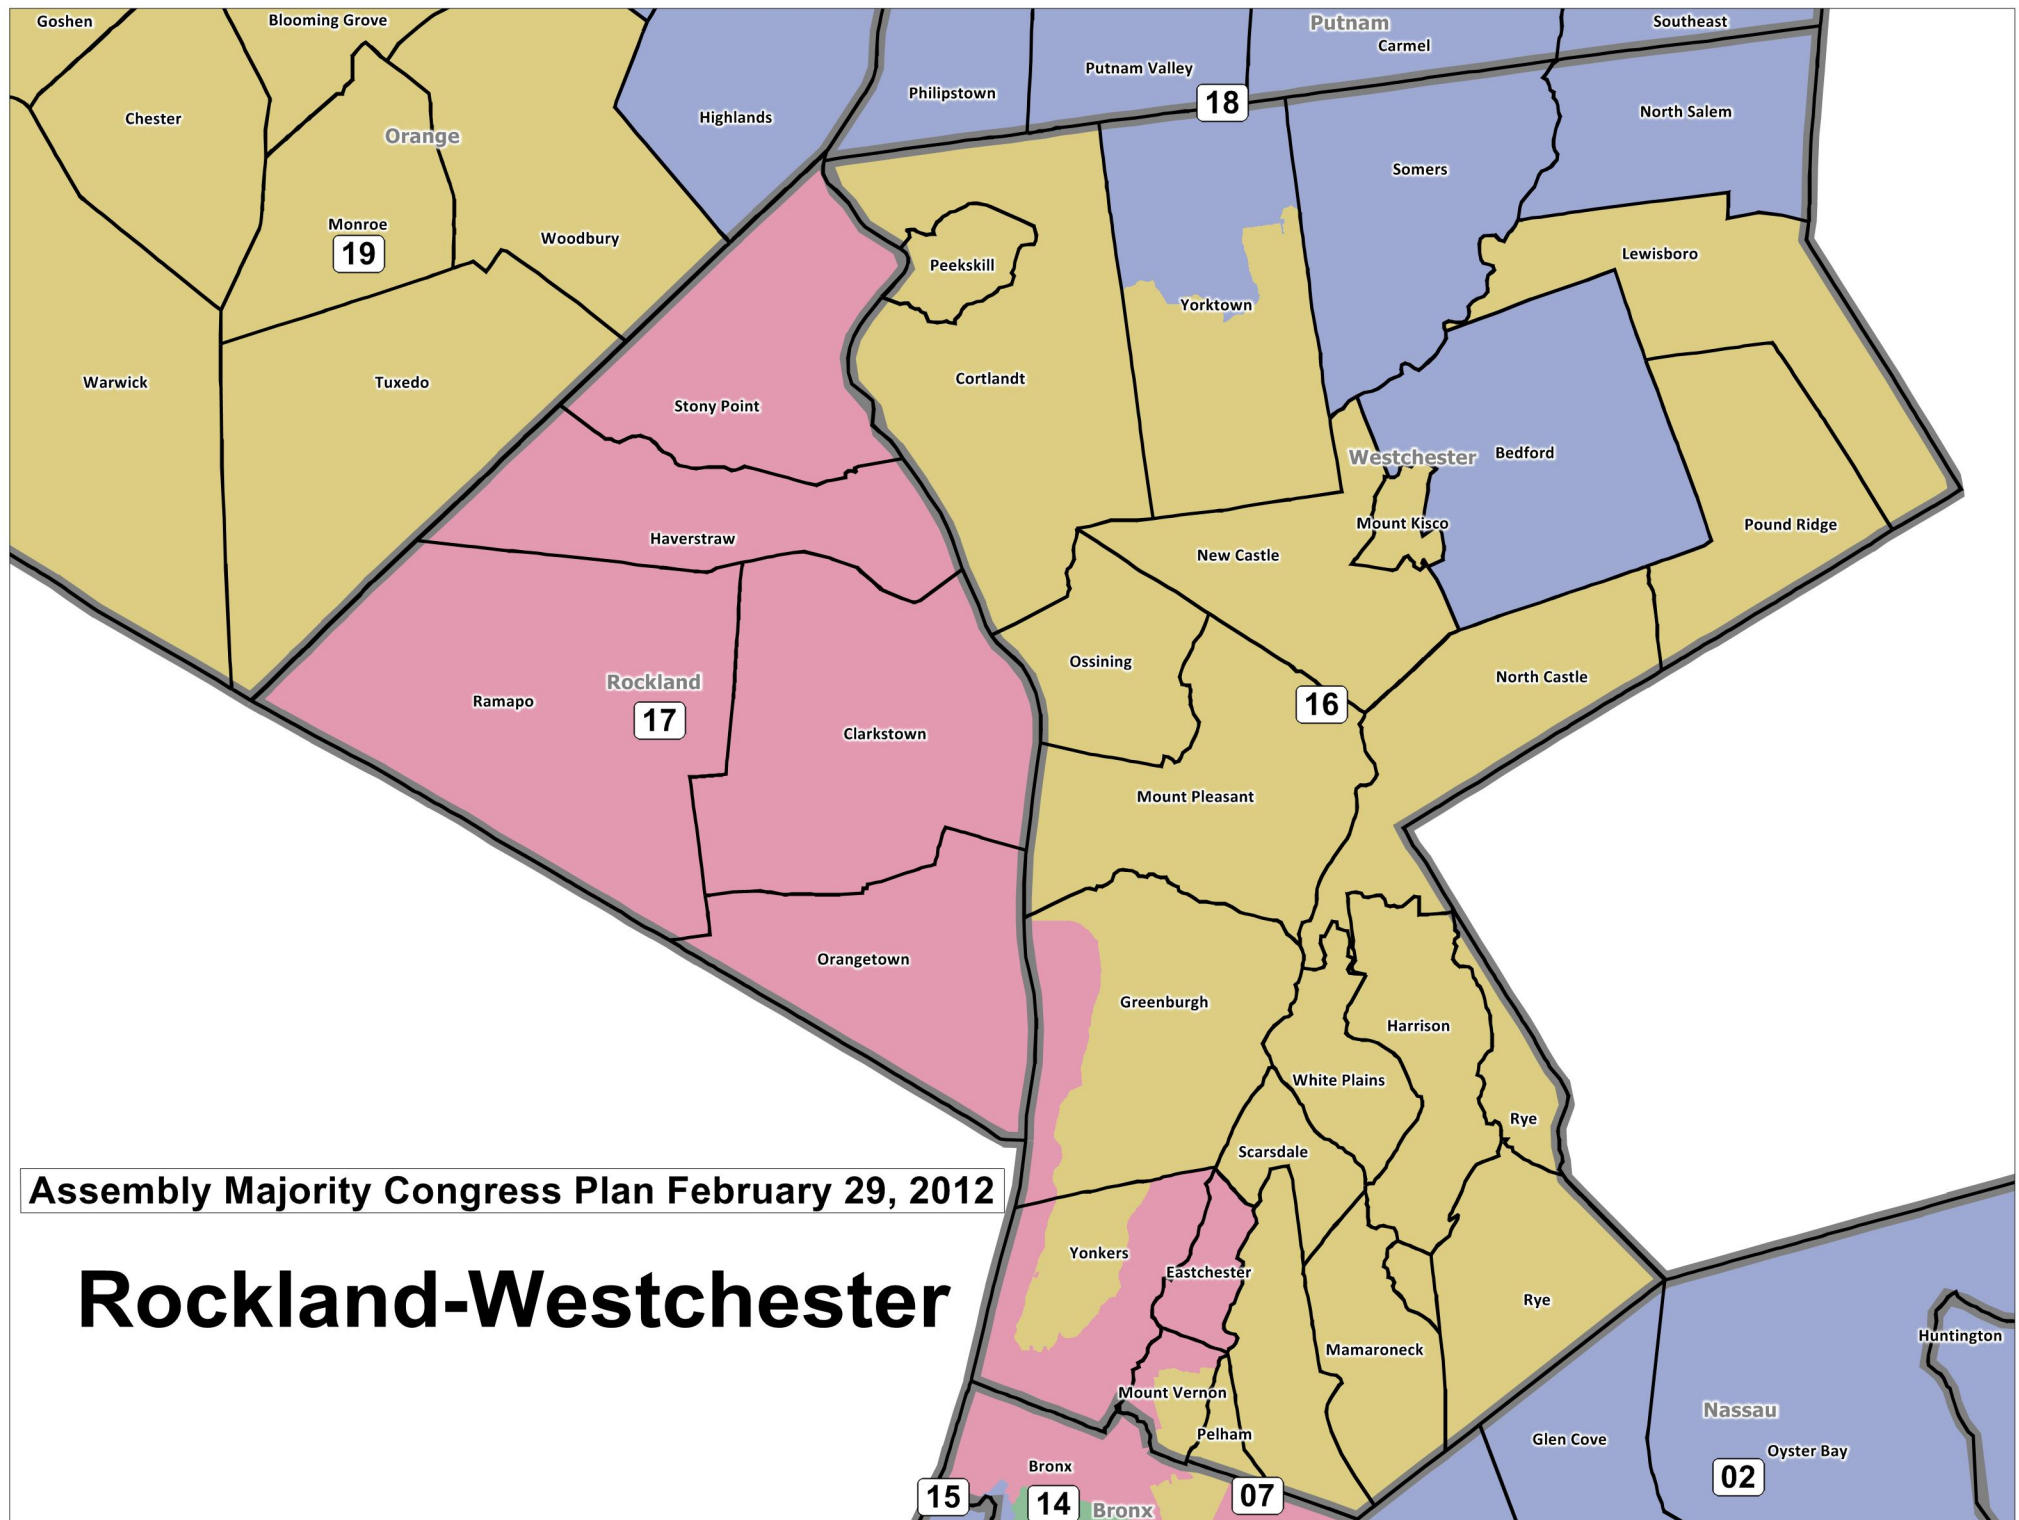 Goshen
Blooming Grove
Putnam
Southeast
Carmel
Putnam Valley
Philipstown
18
Chester
Highlands
North Salem
Orange
Somers
Monroe
19
Woodbury
Lewisboro
Peekskill
Yorktown
Warwick
Tuxedo
Cortlandt
Stony Point
Westchester
Bedford
Mount Kisco
Pound Ridge
Haverstraw
New Castle
Ossining
North Castle
Rockland
Ramapo
17
16
Clarkstown
Mount Pleasant
Orangetown
Greenburgh
Harrison
White Plains
Rye
Scarsdale
Assembly Majority Congress Plan February 29, 2012
Rockland-Westchester
Yonkers
Eastchester
Rye
Huntington
Mamaroneck
Mount Vernon
Nassau
Pelham
Glen Cove
Oyster Bay
02
Bronx
15
14
Bronx
07